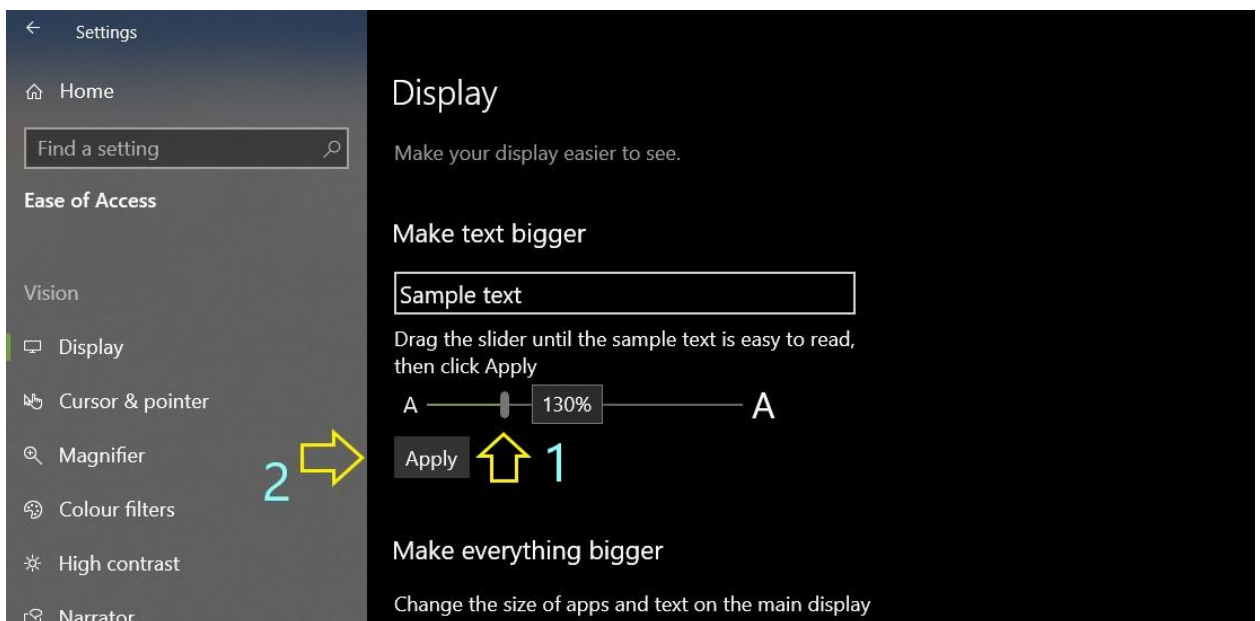 Settings
Home
Find a setting
Ease of Access
Vision
Display
Cursor & pointer
Magnifier
Colour filters
High contrast
Narrator
Display
Make your display easier to see.
Make text bigger
Sample text
Drag the slider until the sample text is easy to read,
then click Apply
A 130% A
2 Apply 1
Make everything bigger
Change the size of apps and text on the main display